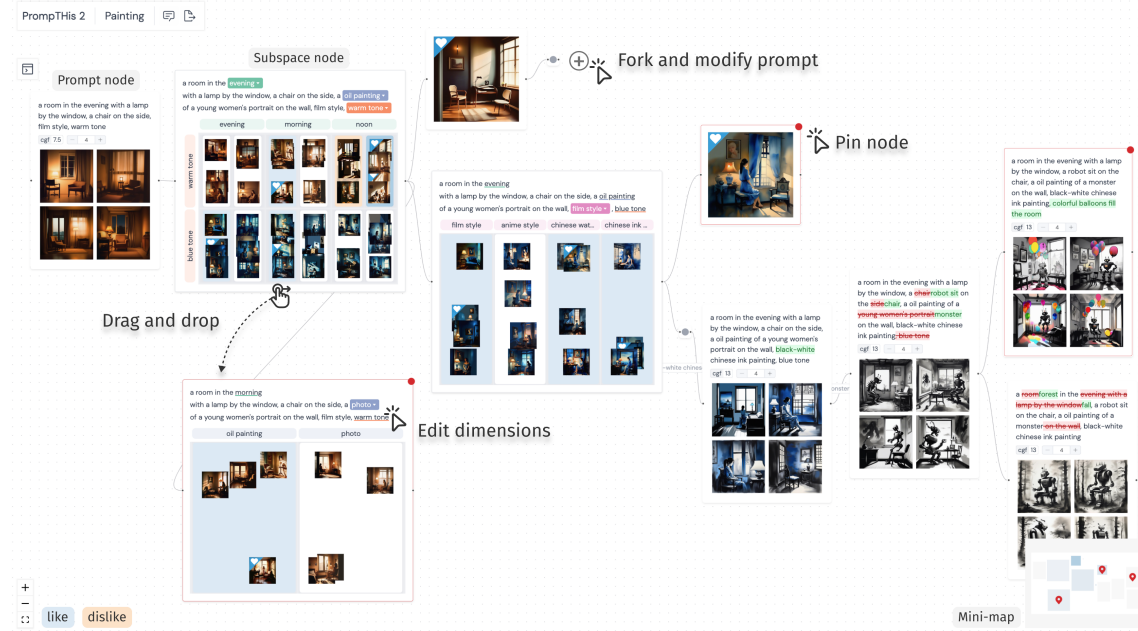 PrompTHis 2 Painting
Prompt node
a room in the evening with a lamp
by the window, a chair on the side,
film style, warm tone
cgf 7.5 − 4 +
Subspace node
a room in the evening
with a lamp by the window, a chair on the side, a oil painting
of a young women's portrait on the wall, film style, warm tone
evening morning noon
warm tone
blue tone
Drag and drop
Fork and modify prompt
a room in the evening
with a lamp by the window, a chair on the side, a oil painting
of a young women's portrait on the wall, film style , blue tone
film style anime style chinese wat... chinese ink ...
Pin node
a room in the morning
with a lamp by the window, a chair on the side, a photo
of a young women's portrait on the wall, film style, warm tone
oil painting photo
Edit dimensions
-white chines
a room in the evening with a lamp
by the window, a chair on the side,
a oil painting of a young women's
portrait on the wall, black-white
chinese ink painting, blue tone
cgf 13 − 4 +
onster
a room in the evening with a lamp
by the window, a chairrobot sit on
the sidechair, a oil painting of a
young women's portraitmonster
on the wall, black-white chinese
ink painting, blue tone
cgf 13 − 4 +
a room in the evening with a lamp
by the window, a robot sit on the
chair, a oil painting of a monster
on the wall, black-white chinese
ink painting, colorful balloons fill
the room
cgf 13 − 4 +
a roomforest in the evening with a
lamp by the windowfall, a robot sit
on the chair, a oil painting of a
monster on the wall, black-white
chinese ink painting
cgf 13 − 4 +
like dislike
Mini-map